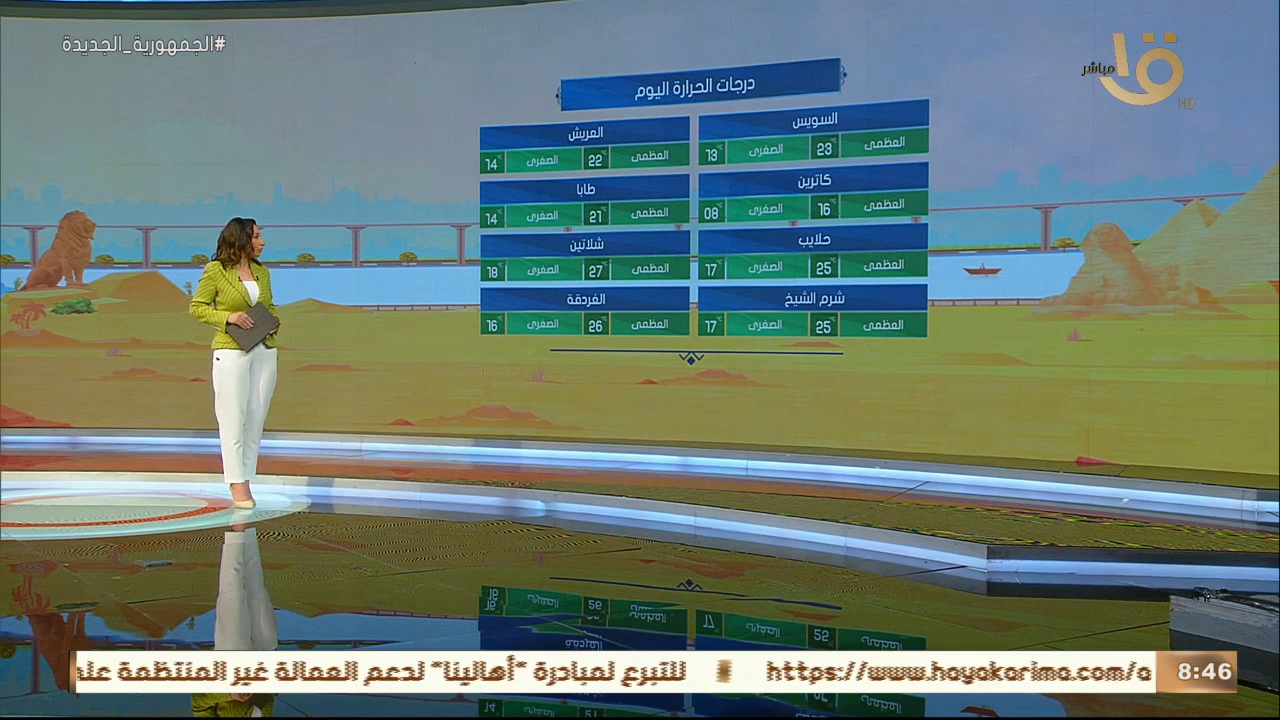 #الجمهورية_الجديدة
مباشر
HD
درجات الحرارة اليوم
السويس
العظمى 23 الصغرى 13
العريش
العظمى 22 الصغرى 14
كاترين
العظمى 16 الصغرى 08
طابا
العظمى 21 الصغرى 14
حلايب
العظمى 25 الصغرى 17
شلاتين
العظمى 27 الصغرى 18
شرم الشيخ
العظمى 25 الصغرى 17
الغردقة
العظمى 26 الصغرى 16
https://www.hayakarima.com/a للتبرع لمبادرة "أهالينا" لدعم العمالة غير المنتظمة
8:46